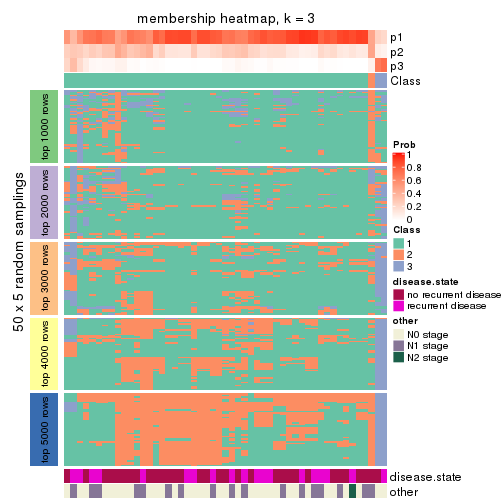 membership heatmap, k = 3
p1
p2
p3
Class
50 x 5 random samplings
top 1000 rows
top 2000 rows
top 3000 rows
top 4000 rows
top 5000 rows
Prob
1
0.8
0.6
0.4
0.2
0
Class
1
2
3
disease.state
no recurrent disease
recurrent disease
other
N0 stage
N1 stage
N2 stage
disease.state
other